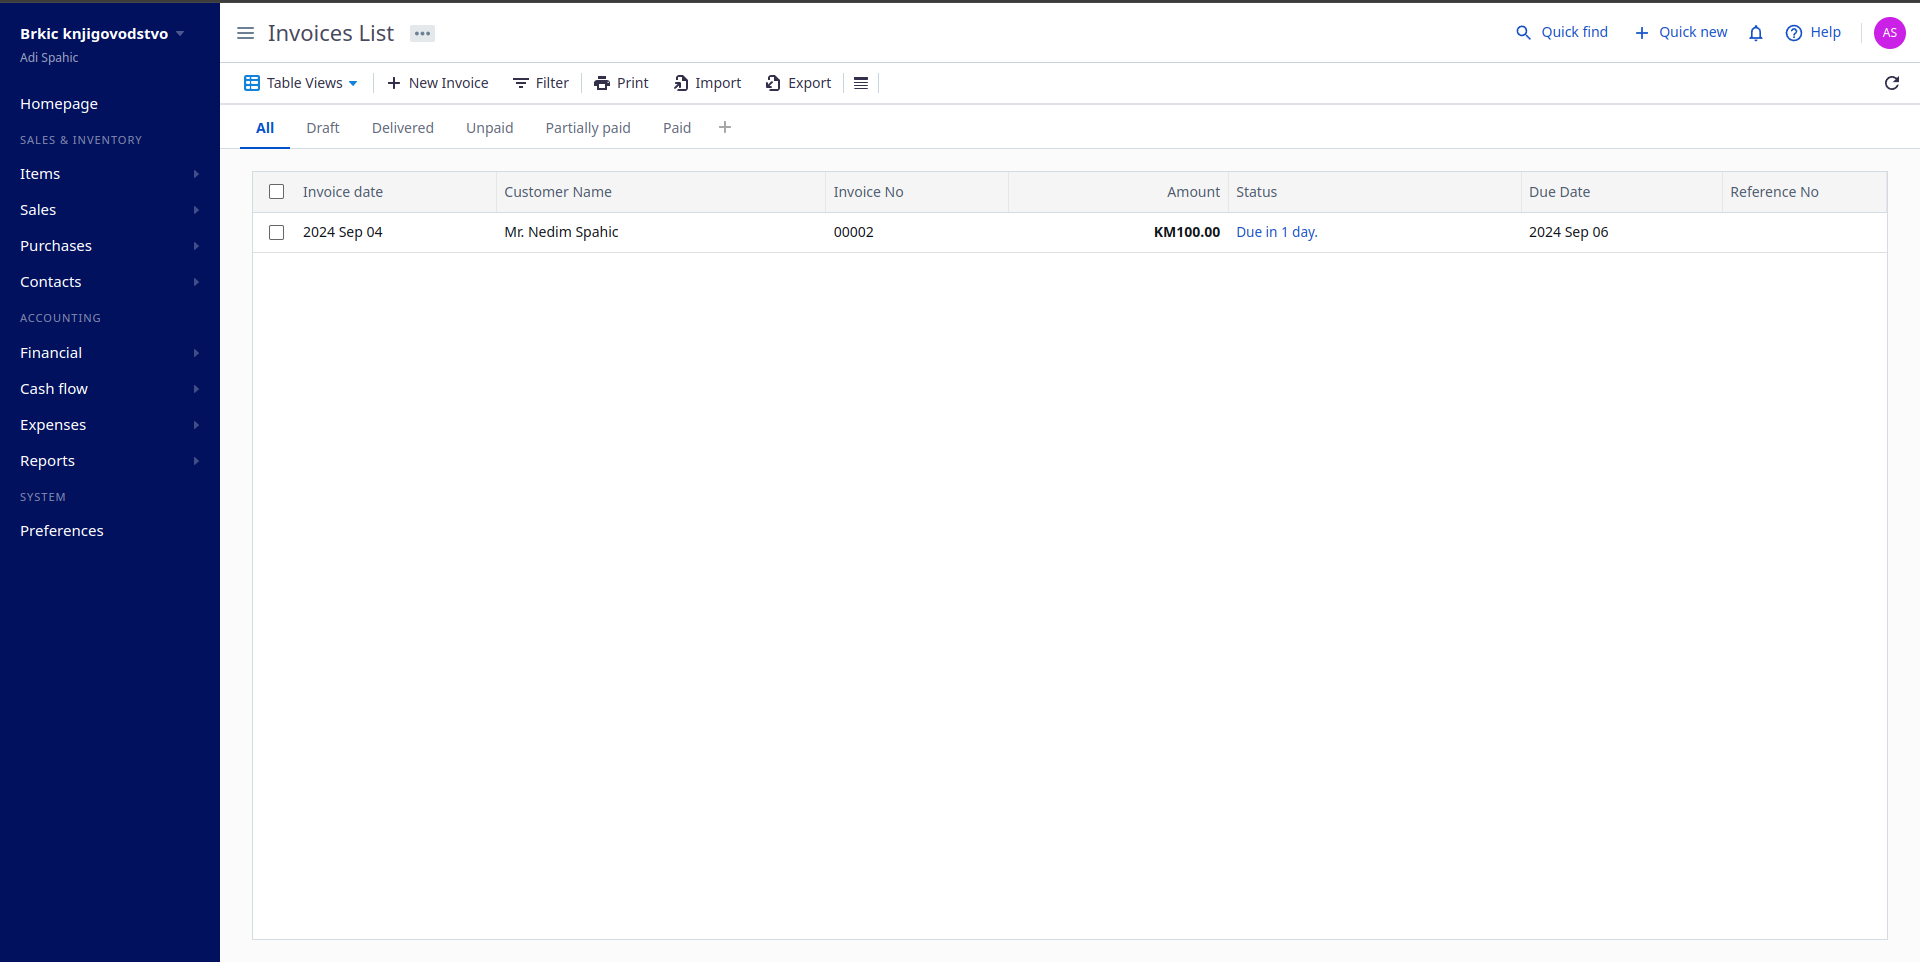 Brkic knjigovodstvo
Adi Spahic
Homepage
SALES & INVENTORY
Items
Sales
Purchases
Contacts
ACCOUNTING
Financial
Cash flow
Expenses
Reports
SYSTEM
Preferences
Invoices List
Quick find
Quick new
Help
AS
Table Views
New Invoice
Filter
Print
Import
Export
All Draft Delivered Unpaid Partially paid Paid
Invoice date Customer Name Invoice No Amount Status Due Date Reference No
2024 Sep 04 Mr. Nedim Spahic 00002 KM100.00 Due in 1 day. 2024 Sep 06